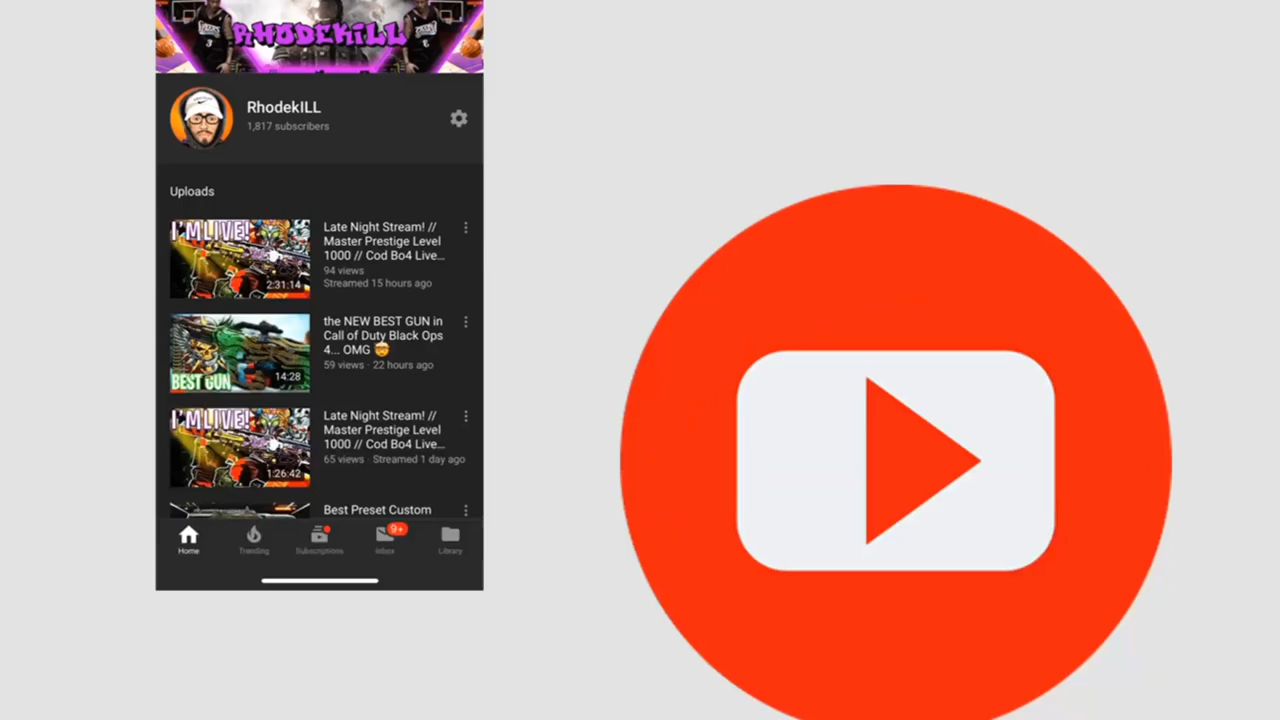 RHODEKILL
RhodekILL
1,817 subscribers
Uploads
I'M LIVE!
2:31:14
Late Night Stream! //
Master Prestige Level
1000 // Cod Bo4 Live...
94 views
Streamed 15 hours ago
BEST GUN
14:28
the NEW BEST GUN in
Call of Duty Black Ops
4... OMG 🤯
59 views · 22 hours ago
I'M LIVE!
1:26:42
Late Night Stream! //
Master Prestige Level
1000 // Cod Bo4 Live...
65 views · Streamed 1 day ago
Best Preset Custom
9+
Home
Trending
Subscriptions
Inbox
Library